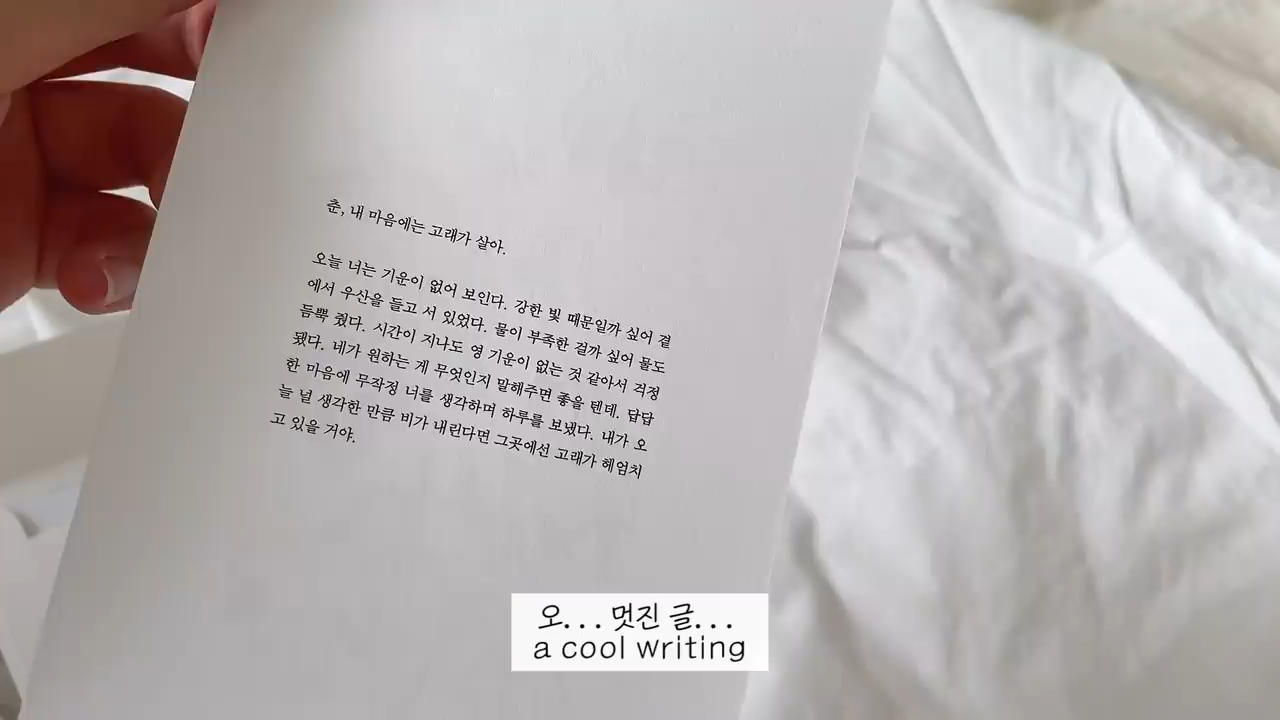 춘, 내 마음에는 고래가 살아.
오늘 너는 기운이 없어 보인다. 강한 빛 때문일까 싶어 곁
에서 우산을 들고 서 있었다. 물이 부족한 걸까 싶어 물도
듬뿍 줬다. 시간이 지나도 영 기운이 없는 것 같아서 걱정
됐다. 네가 원하는 게 무엇인지 말해주면 좋을 텐데. 답답
한 마음에 무작정 너를 생각하며 하루를 보냈다. 내가 오
늘 널 생각한 만큼 비가 내린다면 그곳에선 고래가 헤엄치
고 있을 거야.
오... 멋진 글...
a cool writing